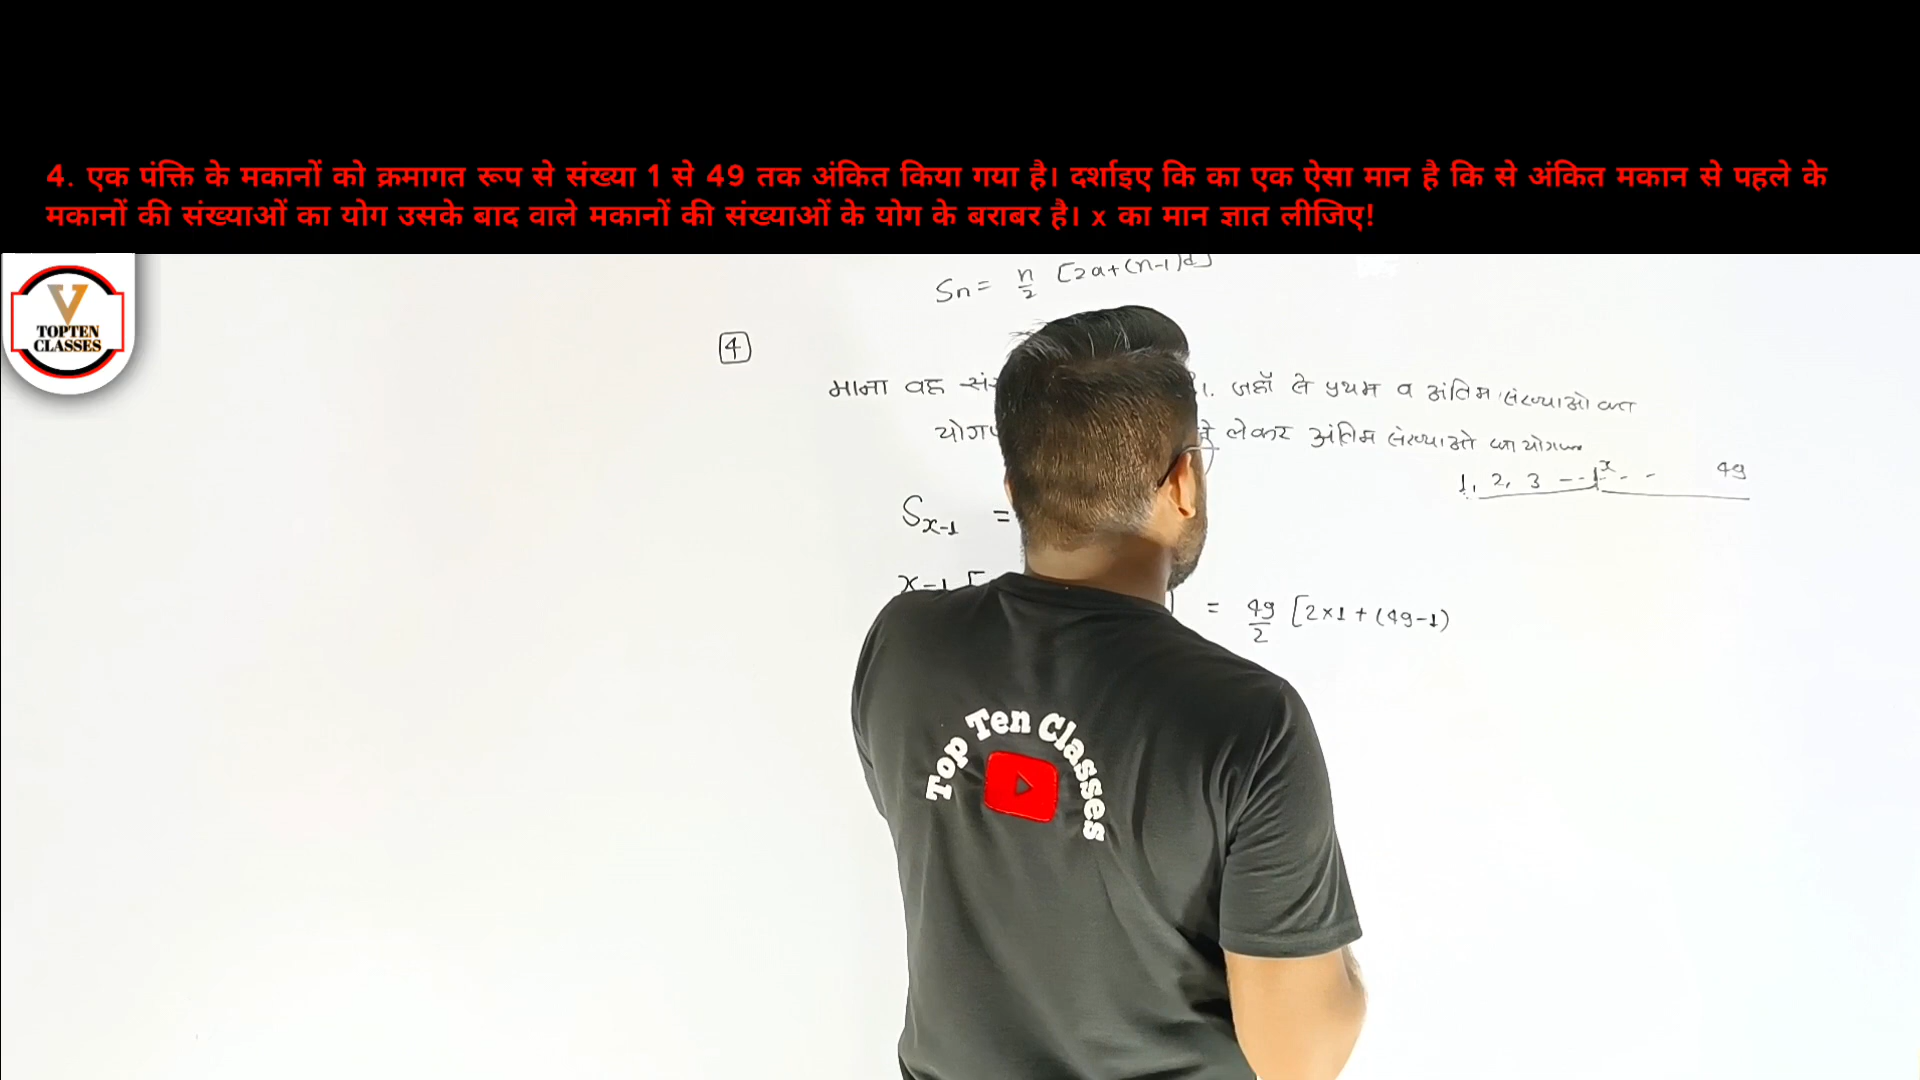 4. एक पंक्ति के मकानों को क्रमागत रूप से संख्या 1 से 49 तक अंकित किया गया है। दर्शाइए कि का एक ऐसा मान है कि से अंकित मकान से पहले के
मकानों की संख्याओं का योग उसके बाद वाले मकानों की संख्याओं के योग के बराबर है। x का मान ज्ञात लीजिए!
V
TOPTEN
CLASSES
Sn = n/2 [2a+(n-1)d]
4
माना वह जहाँ से प्रथम व अंतिम संख्याओ का
लेकर अंतिम संख्याओ का योगफल
1, 2, 3 --- x - - 49
Sx-1 =
x-1 [ = 49/2 [2×1+(49-1)
Top Ten Classes